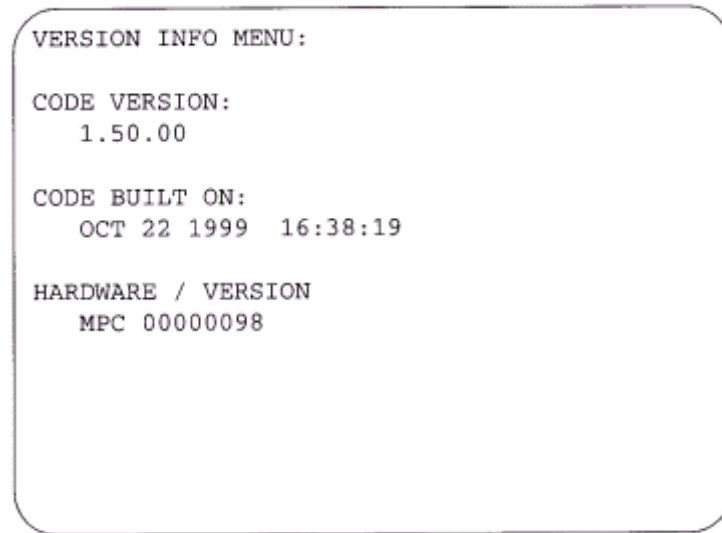 VERSION INFO MENU:
CODE VERSION:
1.50.00
CODE BUILT ON:
OCT 22 1999  16:38:19
HARDWARE / VERSION
MPC 00000098